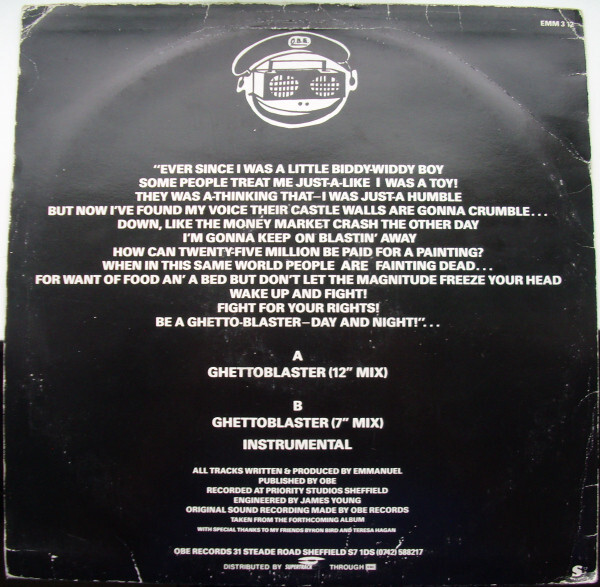 EMM 3 12
O.B.E.
"EVER SINCE I WAS A LITTLE BIDDY-WIDDY BOY
SOME PEOPLE TREAT ME JUST-A-LIKE I WAS A TOY!
THEY WAS A-THINKING THAT-I WAS JUST-A HUMBLE
BUT NOW I'VE FOUND MY VOICE THEIR CASTLE WALLS ARE GONNA CRUMBLE...
DOWN, LIKE THE MONEY MARKET CRASH THE OTHER DAY
I'M GONNA KEEP ON BLASTIN' AWAY
HOW CAN TWENTY-FIVE MILLION BE PAID FOR A PAINTING?
WHEN IN THIS SAME WORLD PEOPLE ARE FAINTING DEAD...
FOR WANT OF FOOD AN' A BED BUT DON'T LET THE MAGNITUDE FREEZE YOUR HEAD
WAKE UP AND FIGHT!
FIGHT FOR YOUR RIGHTS!
BE A GHETTO-BLASTER-DAY AND NIGHT!"...
A
GHETTOBLASTER (12" MIX)
B
GHETTOBLASTER (7" MIX)
INSTRUMENTAL
ALL TRACKS WRITTEN & PRODUCED BY EMMANUEL
PUBLISHED BY OBE
RECORDED AT PRIORITY STUDIOS SHEFFIELD
ENGINEERED BY JAMES YOUNG
ORIGINAL SOUND RECORDING MADE BY OBE RECORDS
TAKEN FROM THE FORTHCOMING ALBUM
WITH SPECIAL THANKS TO MY FRIENDS BYRON BIRD AND TERESA HAGAN
OBE RECORDS 31 STEADE ROAD SHEFFIELD S7 1DS (0742) 588217
DISTRIBUTED BY SUPERTRACK THROUGH EMI
S